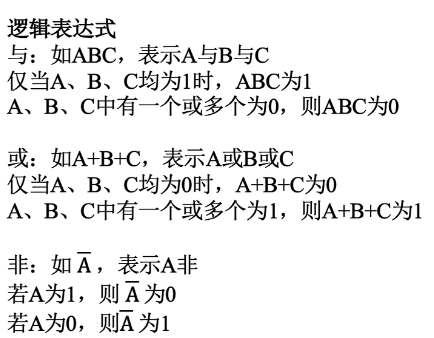 逻辑表达式
与：如ABC，表示A与B与C
仅当A、B、C均为1时，ABC为1
A、B、C中有一个或多个为0，则ABC为0
或：如A+B+C，表示A或B或C
仅当A、B、C均为0时，A+B+C为0
A、B、C中有一个或多个为1，则A+B+C为1
非：如 A̅ ，表示A非
若A为1，则 A̅ 为0
若A为0，则A̅ 为1